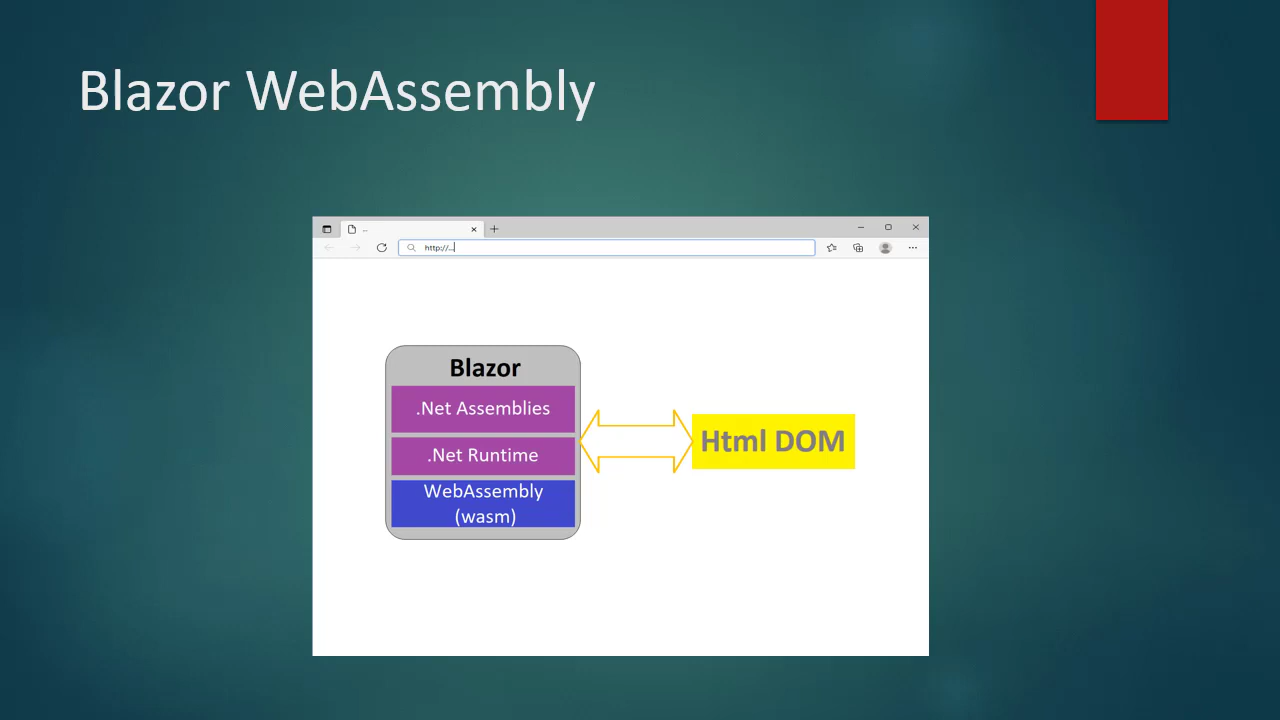 Blazor WebAssembly
..
http://...
Blazor
.Net Assemblies
.Net Runtime
WebAssembly
(wasm)
Html DOM